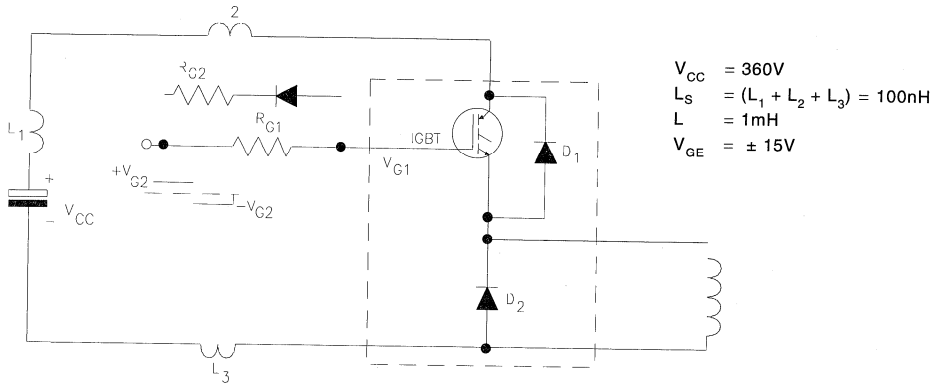 2
R_G2
L_1
R_G1
IGBT
V_G1
D_1
+V_G2
-V_G2
+
V_CC
-
D_2
L_3
V_CC = 360V
L_S = (L_1 + L_2 + L_3) = 100nH
L = 1mH
V_GE = ± 15V